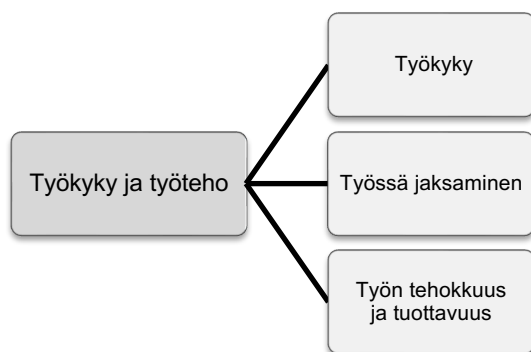 Työkyky
Työkyky ja työteho
Työssä jaksaminen
Työn tehokkuus
ja tuottavuus